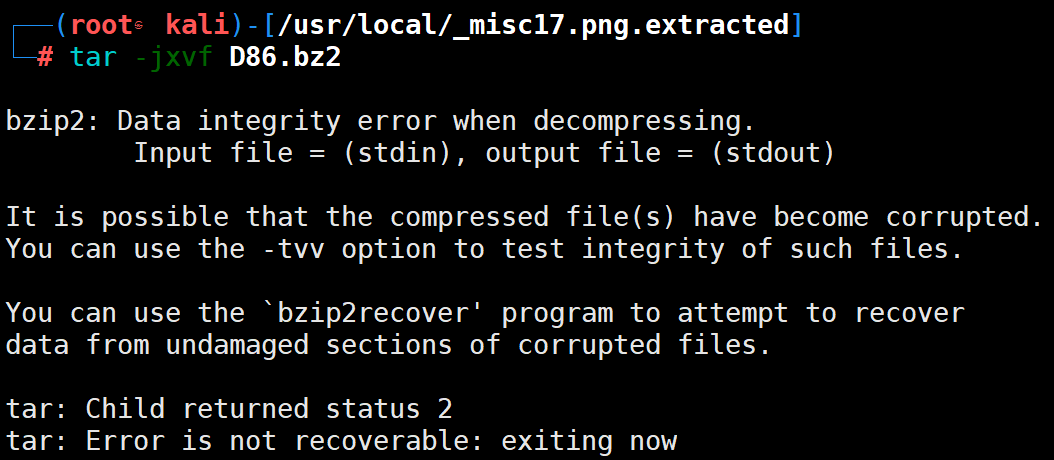 ┌──(root㉿ kali)-[/usr/local/_misc17.png.extracted]
└─# tar -jxvf D86.bz2
bzip2: Data integrity error when decompressing.
Input file = (stdin), output file = (stdout)
It is possible that the compressed file(s) have become corrupted.
You can use the -tvv option to test integrity of such files.
You can use the `bzip2recover' program to attempt to recover
data from undamaged sections of corrupted files.
tar: Child returned status 2
tar: Error is not recoverable: exiting now